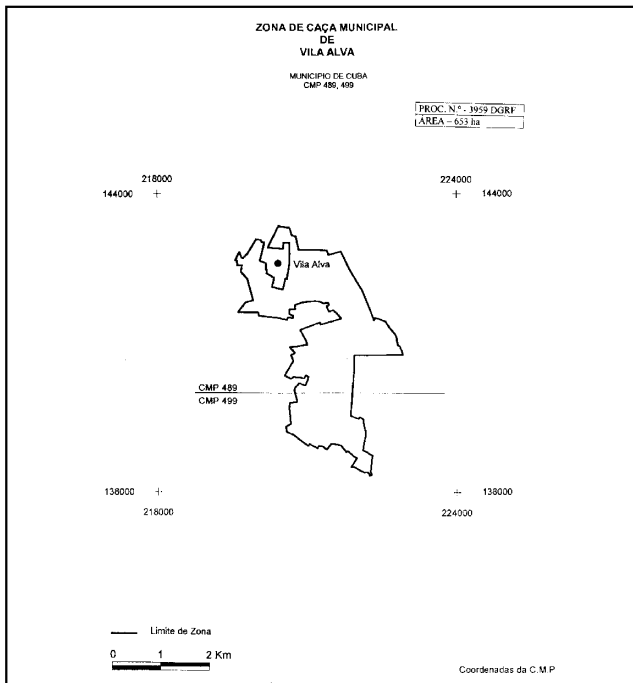 ZONA DE CAÇA MUNICIPAL
DE
VILA ALVA
MUNICIPIO DE CUBA
CMP 489, 499
PROC. N.º - 3959 DGRF
ÁREA – 653 ha
218000
224000
144000
144000
Vila Alva
CMP 489
CMP 499
138000
138000
218000
224000
Limite de Zona
0 1 2 Km
Coordenadas da C.M.P